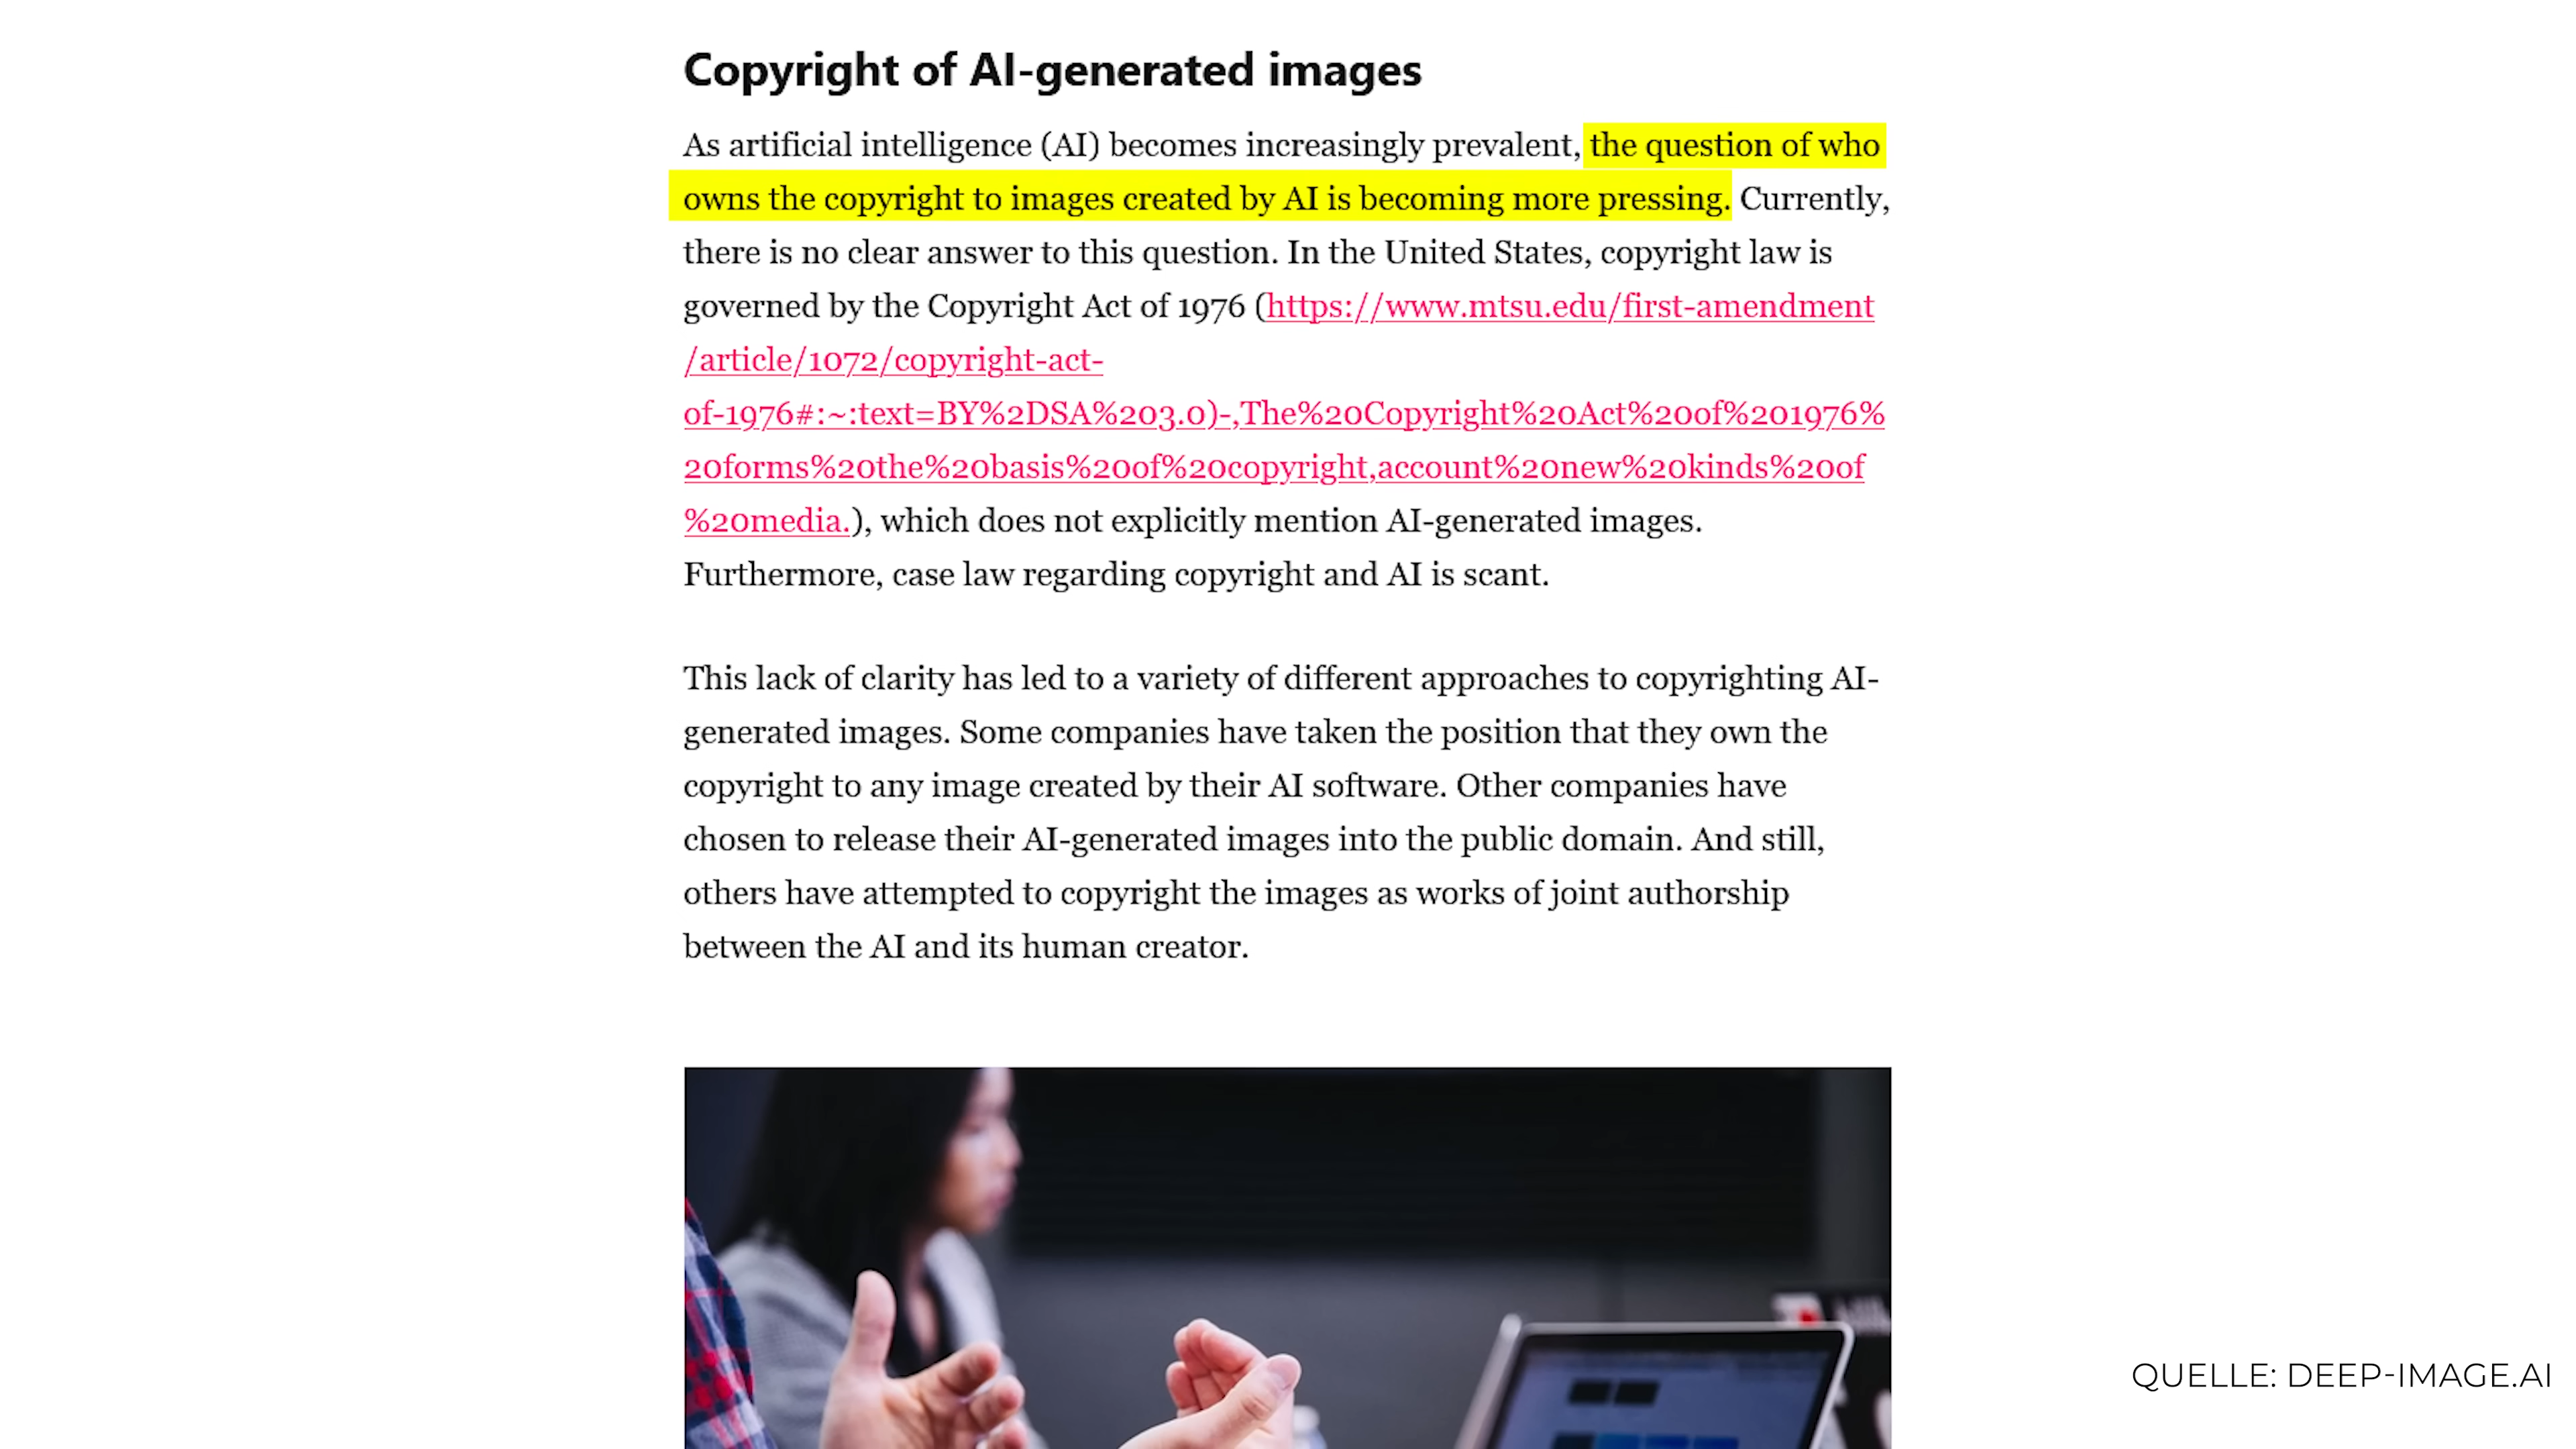 Copyright of AI-generated images
As artificial intelligence (AI) becomes increasingly prevalent, the question of who
owns the copyright to images created by AI is becoming more pressing. Currently,
there is no clear answer to this question. In the United States, copyright law is
governed by the Copyright Act of 1976 (https://www.mtsu.edu/first-amendment
/article/1072/copyright-act-
of-1976#:~:text=BY%2DSA%203.0)-,The%20Copyright%20Act%20of%201976%
20forms%20the%20basis%20of%20copyright,account%20new%20kinds%20of
%20media.), which does not explicitly mention AI-generated images.
Furthermore, case law regarding copyright and AI is scant.
This lack of clarity has led to a variety of different approaches to copyrighting AI-
generated images. Some companies have taken the position that they own the
copyright to any image created by their AI software. Other companies have
chosen to release their AI-generated images into the public domain. And still,
others have attempted to copyright the images as works of joint authorship
between the AI and its human creator.
QUELLE: DEEP-IMAGE.AI